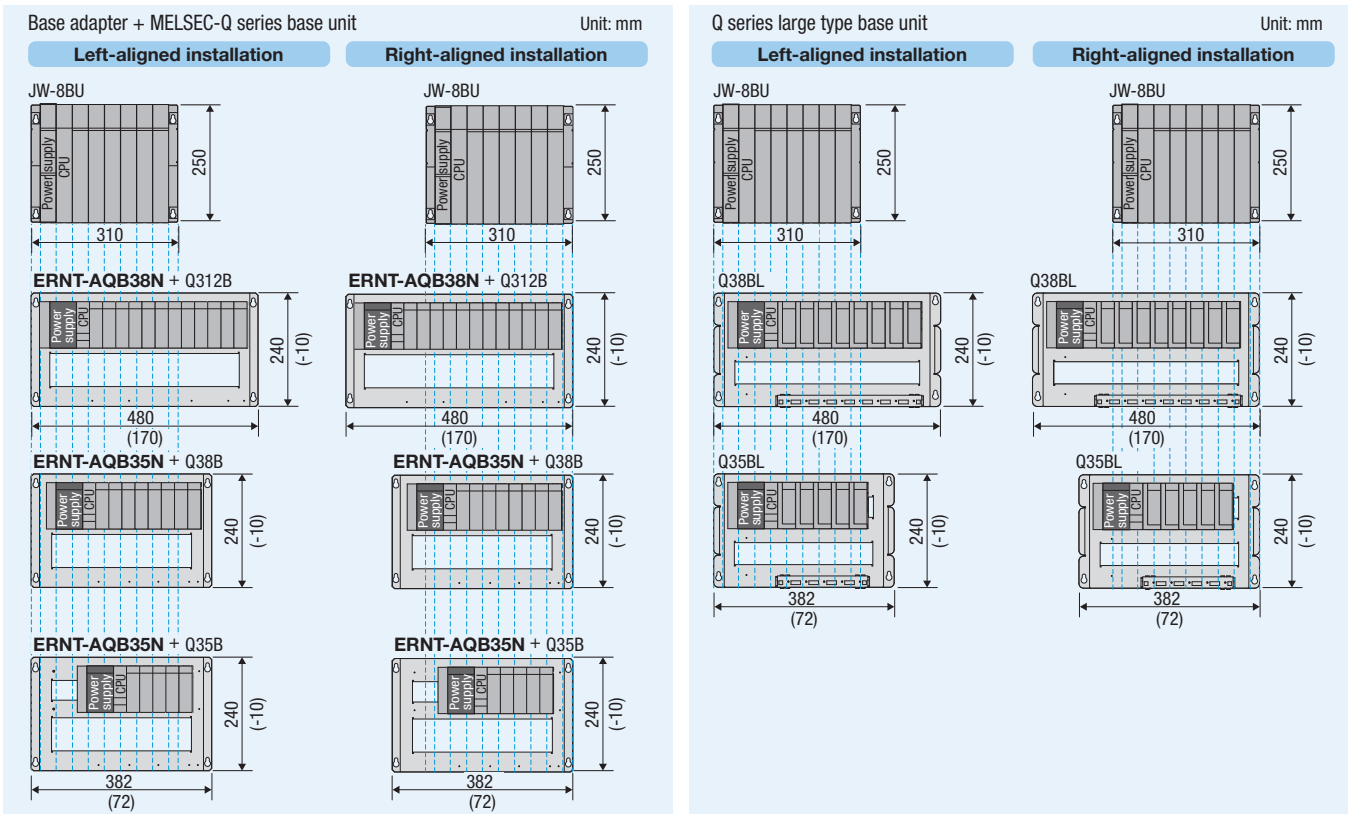 Base adapter + MELSEC-Q series base unit
Unit: mm
Left-aligned installation
Right-aligned installation
JW-8BU
Power supply
CPU
250
310
JW-8BU
Power supply
CPU
250
310
ERNT-AQB38N + Q312B
Power supply
CPU
240
(-10)
480
(170)
ERNT-AQB38N + Q312B
Power supply
CPU
240
(-10)
480
(170)
ERNT-AQB35N + Q38B
Power supply
CPU
240
(-10)
ERNT-AQB35N + Q38B
Power supply
CPU
240
(-10)
ERNT-AQB35N + Q35B
Power supply
CPU
240
(-10)
382
(72)
ERNT-AQB35N + Q35B
Power supply
CPU
240
(-10)
382
(72)
Q series large type base unit
Unit: mm
Left-aligned installation
Right-aligned installation
JW-8BU
Power supply
CPU
250
310
JW-8BU
Power supply
CPU
250
310
Q38BL
Power supply
CPU
240
(-10)
480
(170)
Q38BL
Power supply
CPU
240
(-10)
480
(170)
Q35BL
Power supply
CPU
240
(-10)
382
(72)
Q35BL
Power supply
CPU
240
(-10)
382
(72)